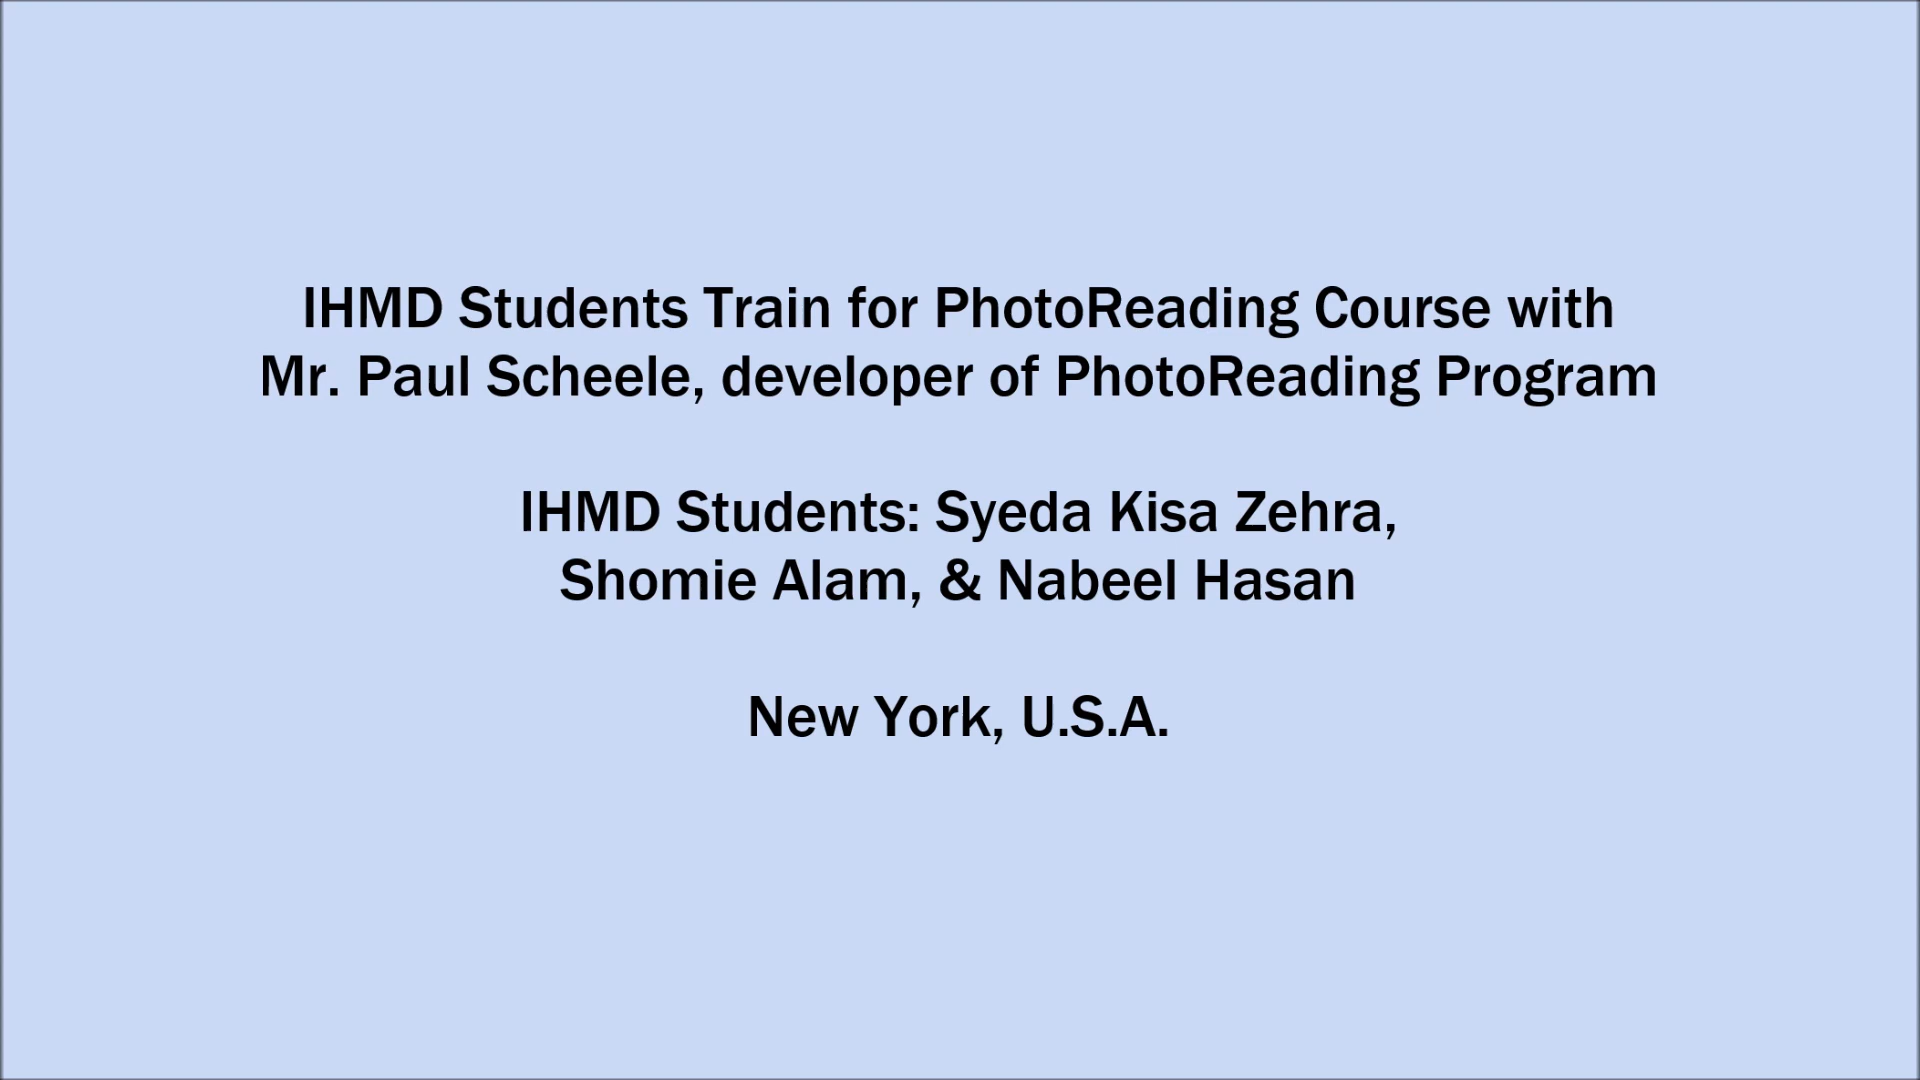 IHMD Students Train for PhotoReading Course with
Mr. Paul Scheele, developer of PhotoReading Program
IHMD Students: Syeda Kisa Zehra,
Shomie Alam, & Nabeel Hasan
New York, U.S.A.